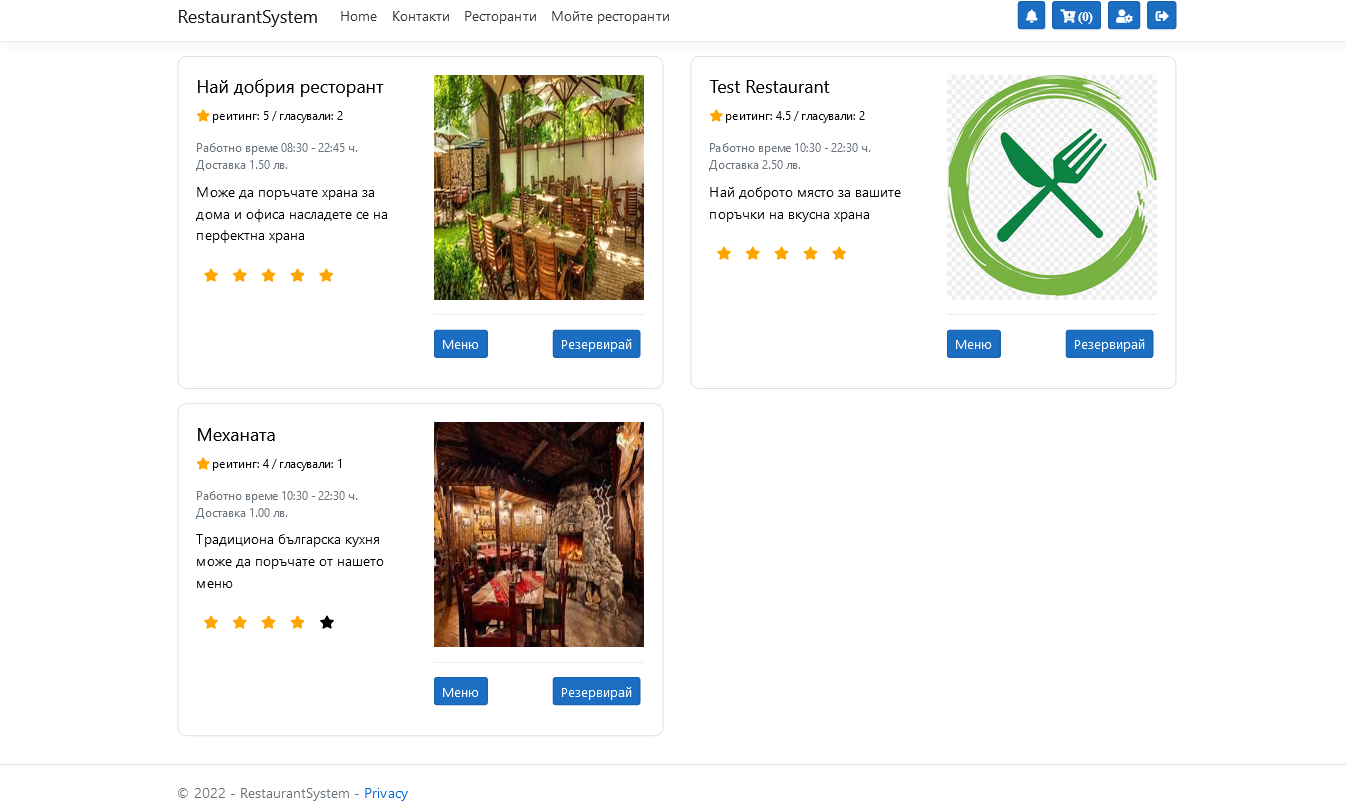 RestaurantSystem Home Контакти Ресторанти Мойте ресторанти (0)
Най добрия ресторант
рейтинг: 5 / гласували: 2
Работно време 08:30 - 22:45 ч.
Доставка 1.50 лв.
Може да поръчате храна за
дома и офиса насладете се на
перфектна храна
Меню Резервирай
Test Restaurant
рейтинг: 4.5 / гласували: 2
Работно време 10:30 - 22:30 ч.
Доставка 2.50 лв.
Най доброто място за вашите
поръчки на вкусна храна
Меню Резервирай
Механата
рейтинг: 4 / гласували: 1
Работно време 10:30 - 22:30 ч.
Доставка 1.00 лв.
Традициона българска кухня
може да поръчате от нашето
меню
Меню Резервирай
© 2022 - RestaurantSystem - Privacy